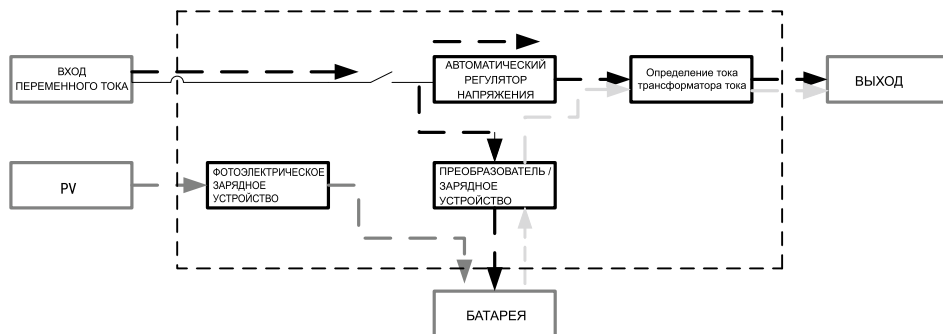 ВХОД
ПЕРЕМЕННОГО ТОКА
АВТОМАТИЧЕСКИЙ
РЕГУЛЯТОР
НАПРЯЖЕНИЯ
Определение тока
трансформатора тока
ВЫХОД
PV
ФОТОЭЛЕКТРИЧЕСКОЕ
ЗАРЯДНОЕ
УСТРОЙСТВО
ПРЕОБРАЗОВАТЕЛЬ /
ЗАРЯДНОЕ
УСТРОЙСТВО
БАТАРЕЯ